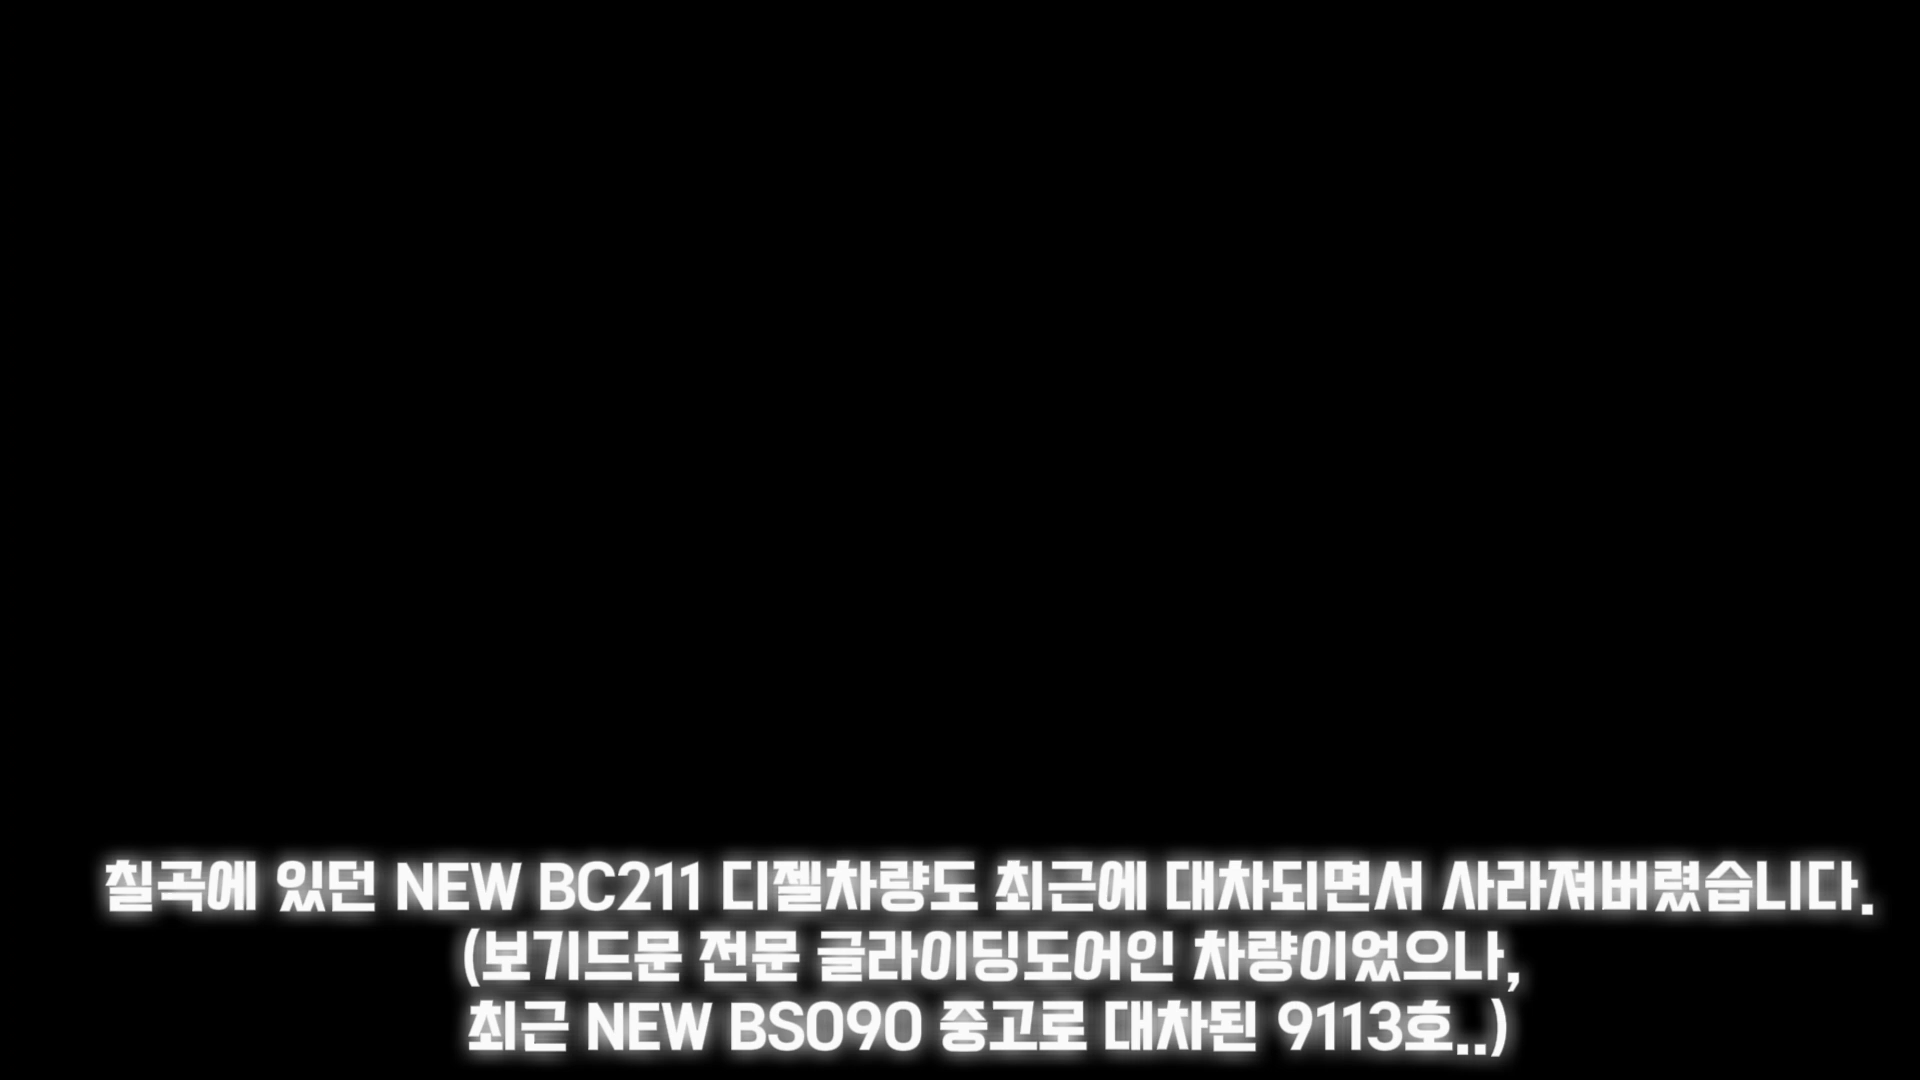 칠곡에 있던 NEW BC211 디젤차량도 최근에 대차되면서 사라져버렸습니다.
(보기드문 전문 글라이딩도어인 차량이었으나,
최근 NEW BS090 중고로 대차된 9113호..)